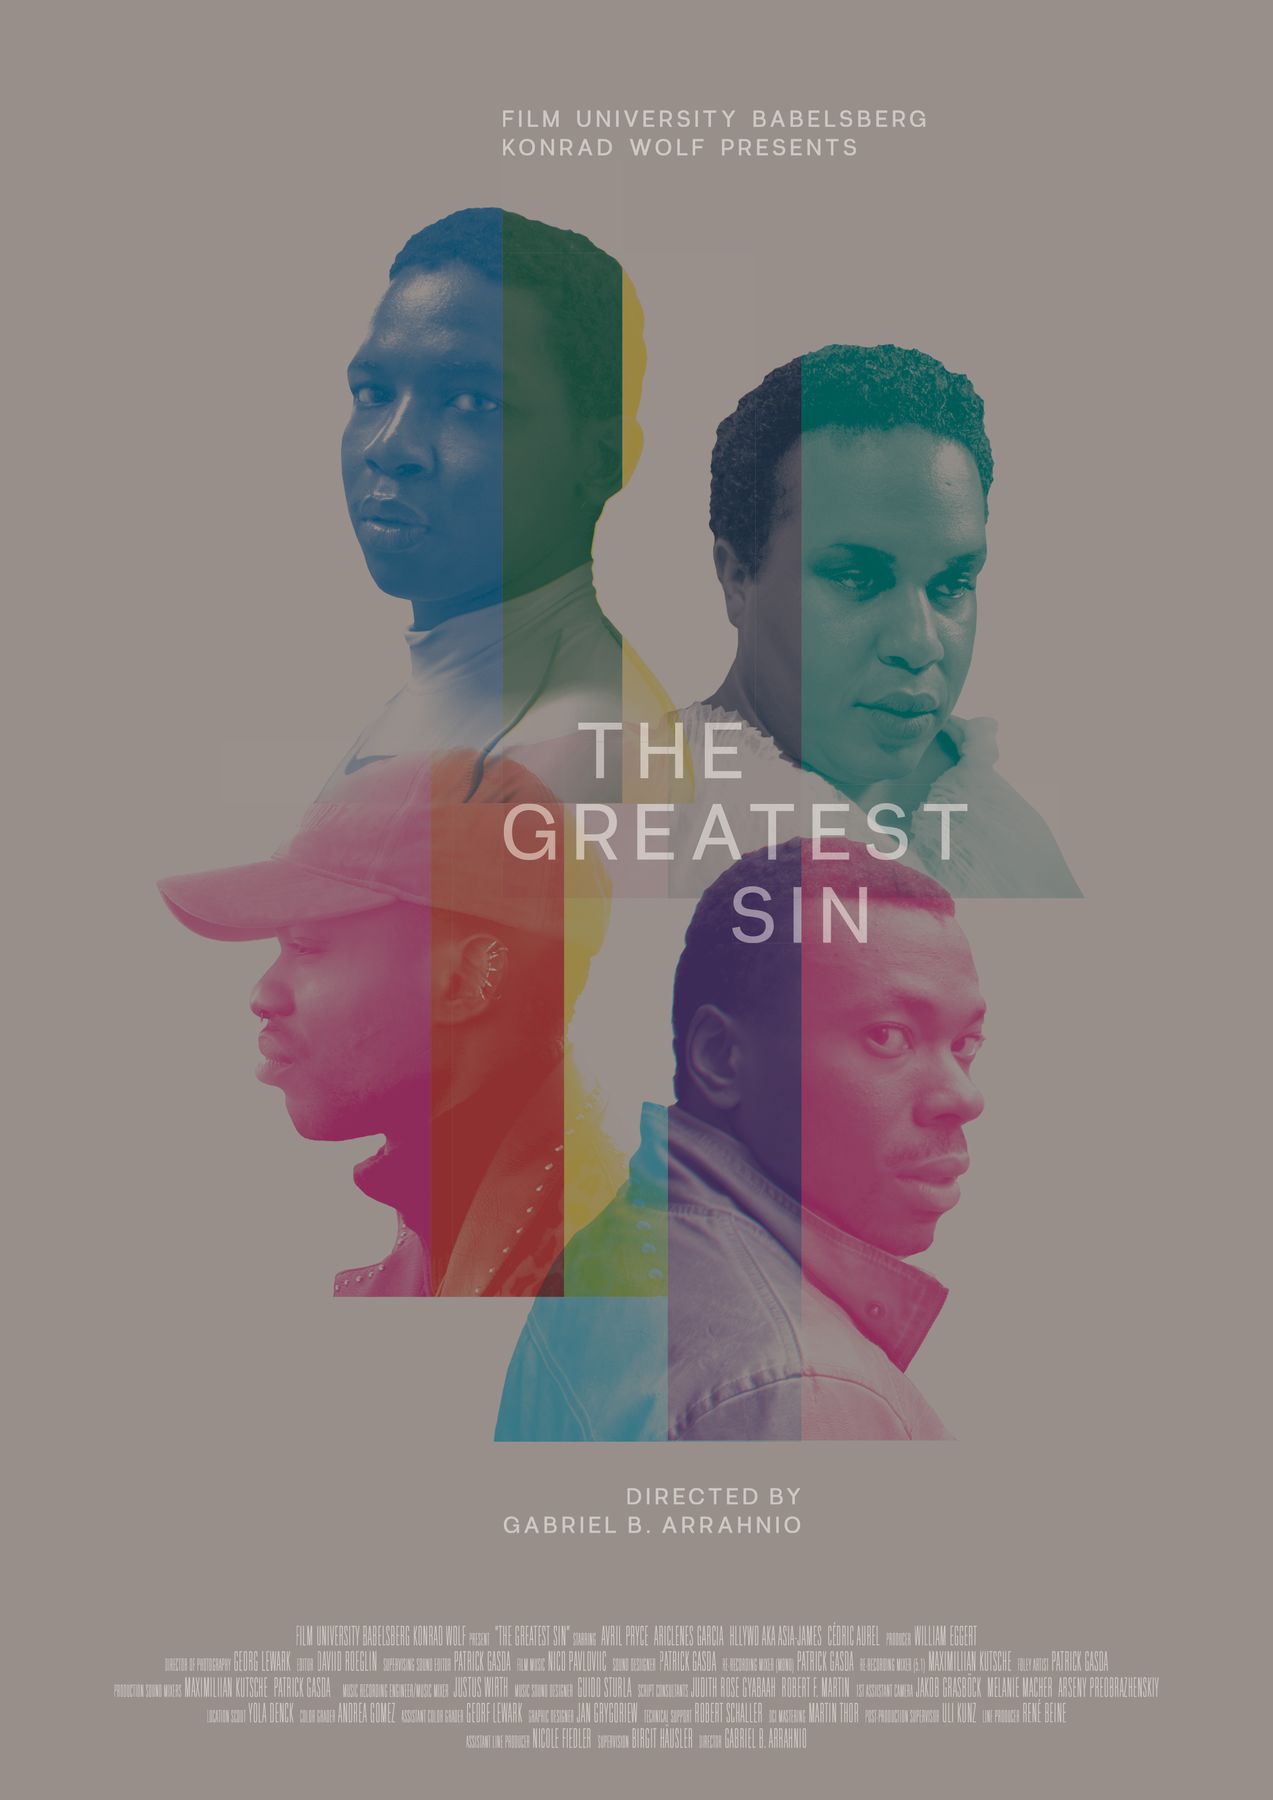 FILM UNIVERSITY BABELSBERG
KONRAD WOLF PRESENTS
THE
GREATEST
SIN
DIRECTED BY
GABRIEL B. ARRAHNIO
FILM UNIVERSITY BABELSBERG KONRAD WOLF PRESENT "THE GREATEST SIN" STARRING AVRIL PRYCE ARICLENES GARCIA HLLYWD AKA ASIA-JAMES CÉDRIC AUREL PRODUCER WILLIAM EGGERT
DIRECTOR OF PHOTOGRAPHY GEORG LEWARK EDITOR DAVIID ROEGLIN SUPERVISING SOUND EDITOR PATRICK GASDA FILM MUSIC NICO PAVLOVIIC SOUND DESIGNER PATRICK GASDA RE-RECORDING MIXER (MONO) PATRICK GASDA RE-RECORDING MIXER (5.1) MAXIMILIIAN KUTSCHE FOLEY ARTIST PATRICK GASDA
PRODUCTION SOUND MIXERS MAXIMILIIAN KUTSCHE PATRICK GASDA MUSIC RECORDING ENGINEER/MUSIC MIXER JUSTUS WIRTH MUSIC SOUND DESIGNER GUIDO STURLA SCRIPT CONSULTANTS JUDITH ROSE GYABAAH ROBERT F. MARTIN 1ST ASSISTANT CAMERA JAKOB GRASBÖCK MELANIE MACHER ARSENY PREOBRAZHENSKIY
LOCATION SCOUT YOLA DENCK COLOR GRADER ANDREA GOMEZ ASSISTANT COLOR GRADER GEORF LEWARK GRAPHIC DESIGNER JAN GRYGORIEW TECHNICAL SUPPORT ROBERT SCHALLER DCI MASTERING MARTIN THOR POST-PRODUCTION SUPERVISOR ULI KUNZ LINE PRODUCER RENÉ BEINE
ASSISTANT LINE PRODUCER NICOLE FIEDLER SUPERVISION BIRGIT HÄUSLER DIRECTOR GABRIEL B. ARRAHNIO